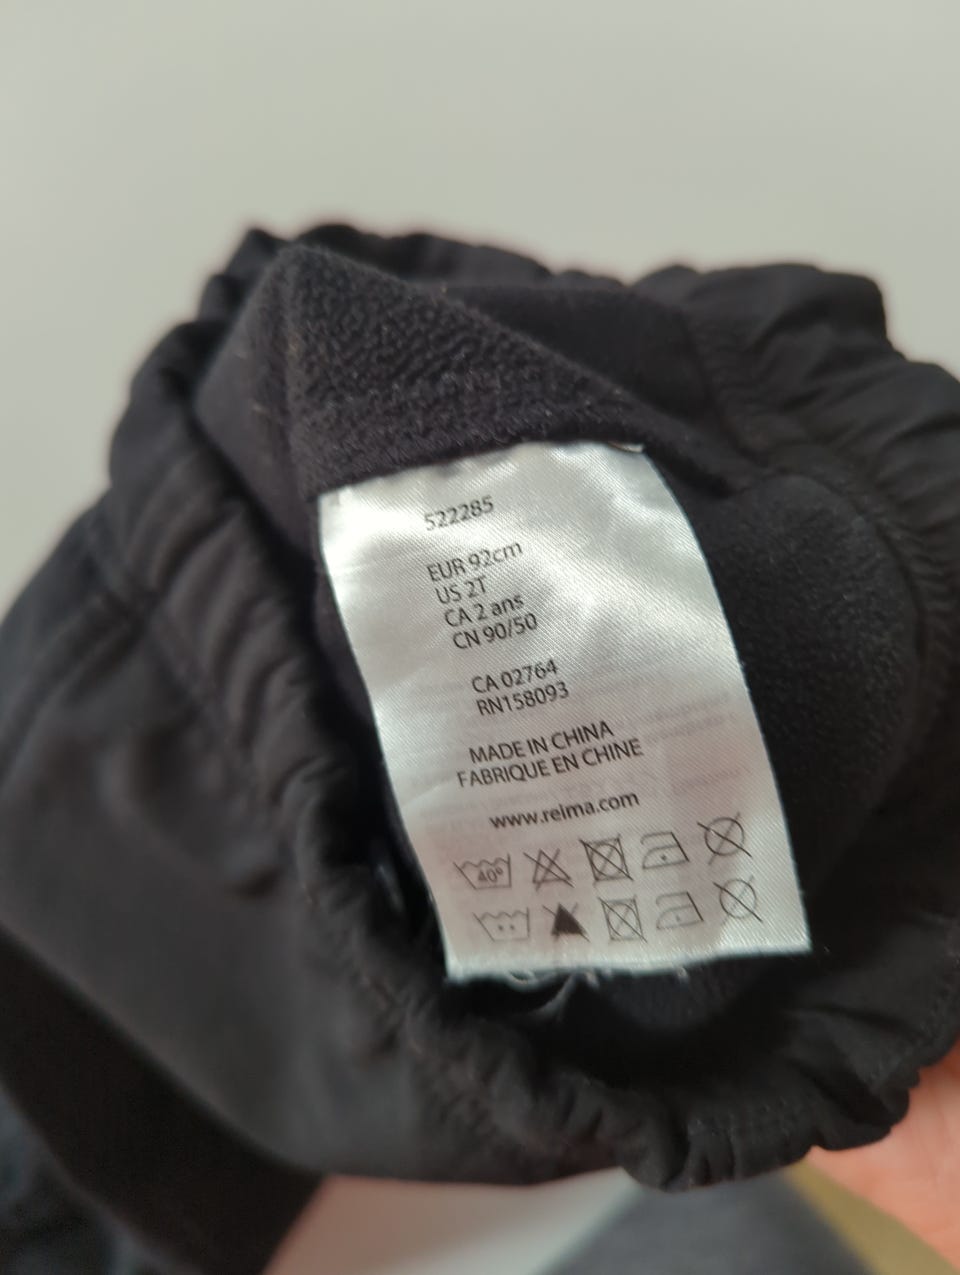 522285
EUR 92cm
US 2T
CA 2 ans
CN 90/50
CA 02764
RN158093
MADE IN CHINA
FABRIQUE EN CHINE
www.reima.com
40°